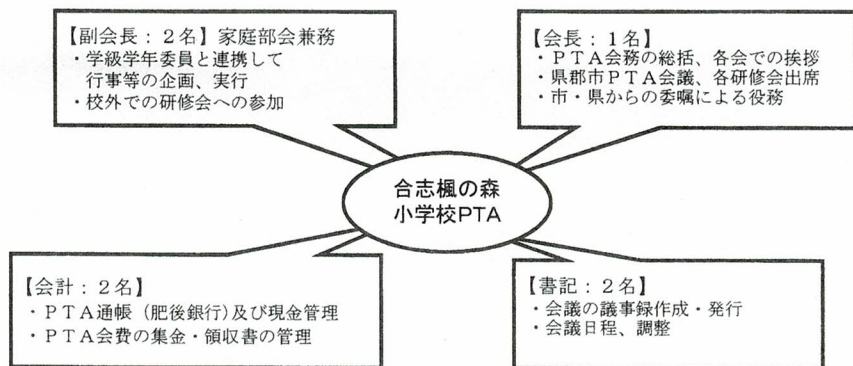 【副会長：２名】家庭部会兼務
・学級学年委員と連携して
行事等の企画、実行
・校外での研修会への参加
【会長：１名】
・ＰＴＡ会務の総括、各会での挨拶
・県郡市ＰＴＡ会議、各研修会出席
・市・県からの委嘱による役務
合志楓の森
小学校PTA
【会計：２名】
・ＰＴＡ通帳（肥後銀行）及び現金管理
・ＰＴＡ会費の集金・領収書の管理
【書記：２名】
・会議の議事録作成・発行
・会議日程、調整